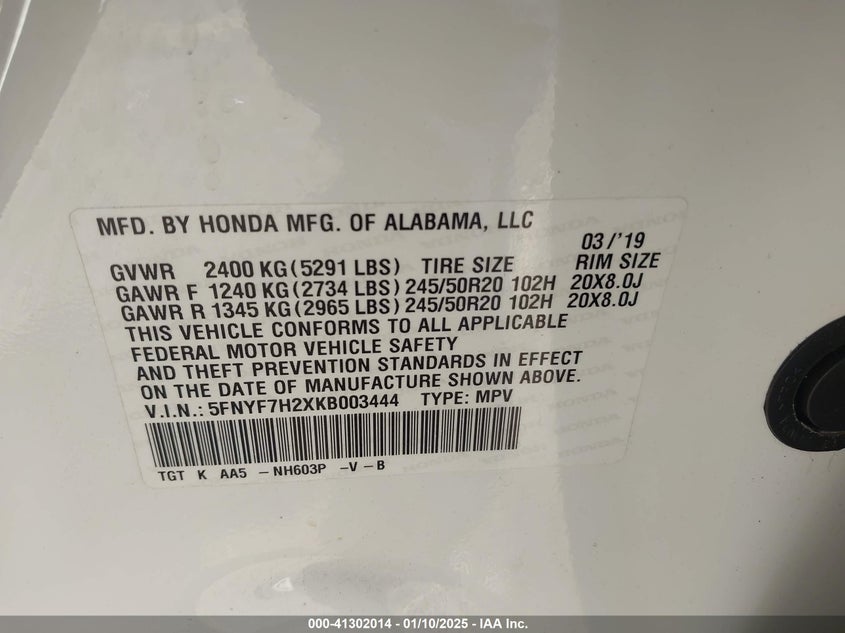 MFD. BY HONDA MFG. OF ALABAMA, LLC
03/'19
GVWR 2400 KG(5291 LBS) TIRE SIZE RIM SIZE
GAWR F 1240 KG(2734 LBS) 245/50R20 102H 20X8.0J
GAWR R 1345 KG(2965 LBS) 245/50R20 102H 20X8.0J
THIS VEHICLE CONFORMS TO ALL APPLICABLE
FEDERAL MOTOR VEHICLE SAFETY
AND THEFT PREVENTION STANDARDS IN EFFECT
ON THE DATE OF MANUFACTURE SHOWN ABOVE.
V.I.N.: 5FNYF7H2XKB003444 TYPE: MPV
TGT K AA5 -NH603P -V-B
000-41302014 - 01/10/2025 - IAA Inc.